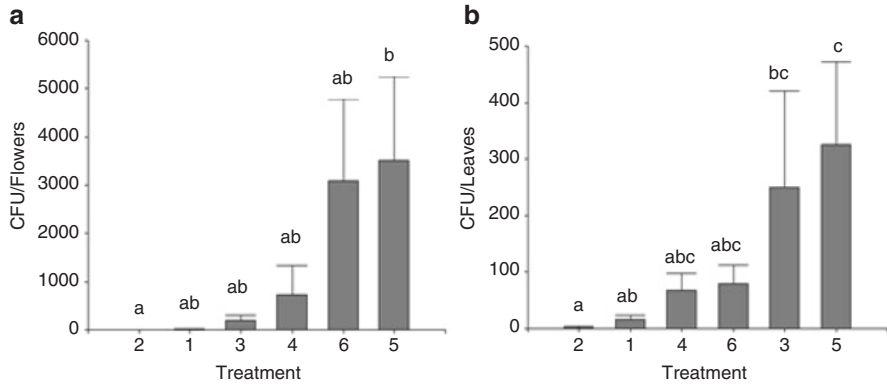 a
CFU/Flowers
6000
5000
4000
3000
2000
1000
0
a
ab
ab
ab
ab
b
2 1 3 4 6 5
Treatment
b
CFU/Leaves
500
400
300
200
100
0
a
ab
abc
abc
bc
c
2 1 4 6 3 5
Treatment